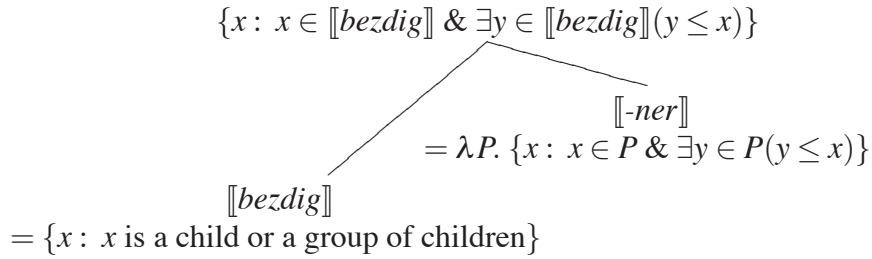 {x : x ∈ ⟦bezdig⟧ & ∃y ∈ ⟦bezdig⟧(y ≤ x)}
⟦-ner⟧
= λP. {x : x ∈ P & ∃y ∈ P(y ≤ x)}
⟦bezdig⟧
= {x : x is a child or a group of children}